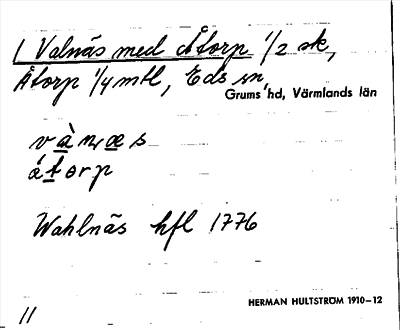 1 Valnäs med Åtorp 1/2 sk,
Åtorp 1/4 mtl, Eds sn,
Grums hd, Värmlands län
vànæs
åtorp
Wahlnäs hfl 1776
HERMAN HULTSTRÖM 1910–12
11